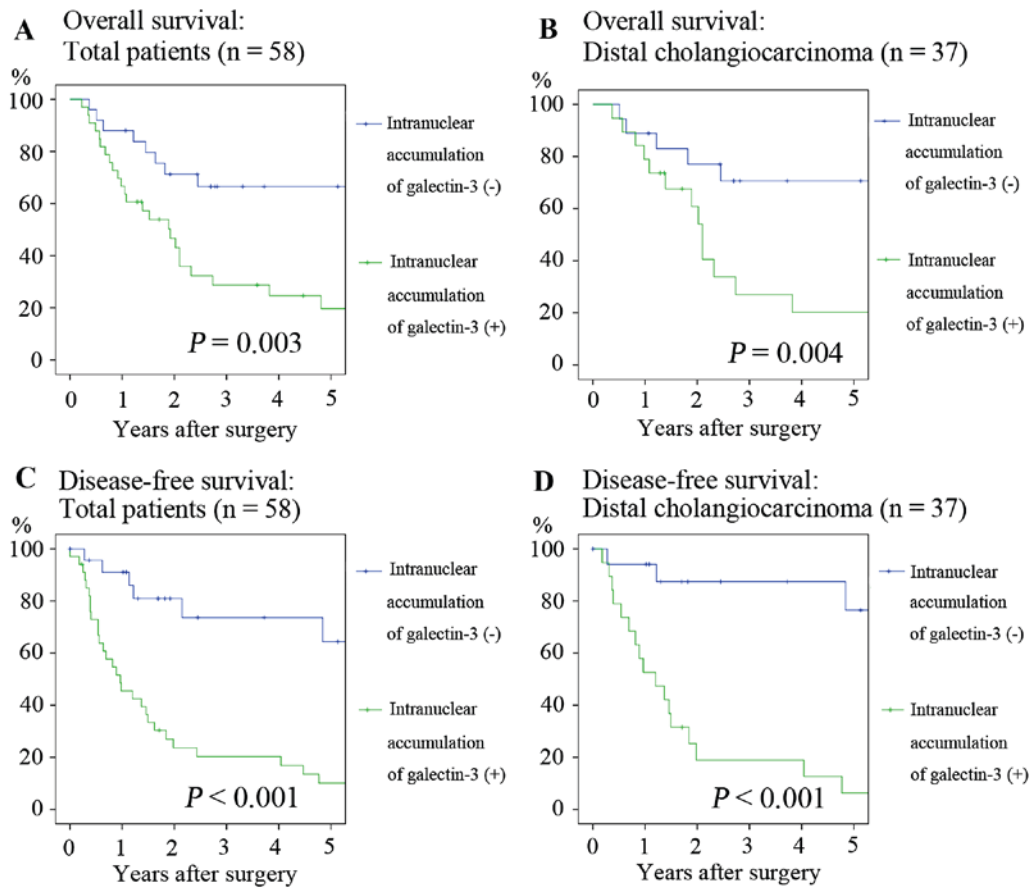 A
Overall survival:
Total patients (n = 58)
%
100
80
60
40
20
0
0 1 2 3 4 5
Years after surgery
P = 0.003
Intranuclear
accumulation
of galectin-3 (-)
Intranuclear
accumulation
of galectin-3 (+)
B
Overall survival:
Distal cholangiocarcinoma (n = 37)
%
100
80
60
40
20
0
0 1 2 3 4 5
Years after surgery
P = 0.004
Intranuclear
accumulation
of galectin-3 (-)
Intranuclear
accumulation
of galectin-3 (+)
C
Disease-free survival:
Total patients (n = 58)
%
100
80
60
40
20
0
0 1 2 3 4 5
Years after surgery
P < 0.001
Intranuclear
accumulation
of galectin-3 (-)
Intranuclear
accumulation
of galectin-3 (+)
D
Disease-free survival:
Distal cholangiocarcinoma (n = 37)
%
100
80
60
40
20
0
0 1 2 3 4 5
Years after surgery
P < 0.001
Intranuclear
accumulation
of galectin-3 (-)
Intranuclear
accumulation
of galectin-3 (+)